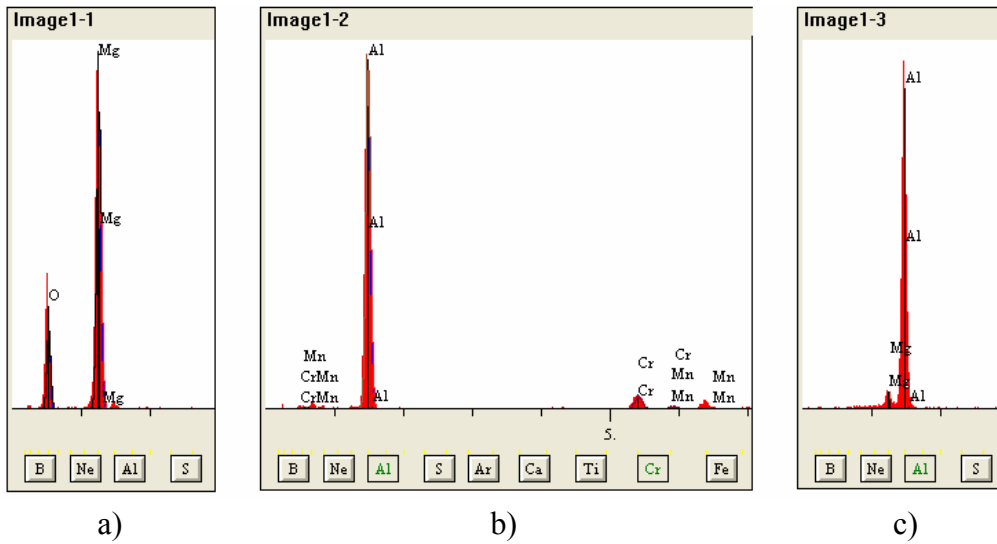 Image1-1
Mg
Mg
O
Mg
B Ne Al S
a)
Image1-2
Al
Al
Mn
CrMn
CrMn
Al
Cr
Cr
Cr
Mn
Mn
Mn
Mn
5.
B Ne Al S Ar Ca Ti Cr Fe
b)
Image1-3
Al
Al
Mg
Mg
Al
B Ne Al S
c)